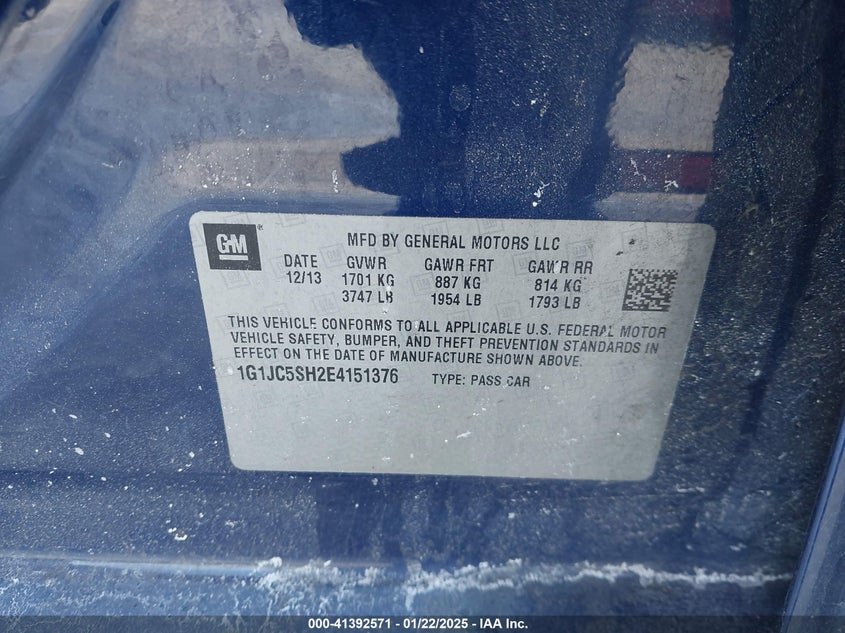 GM®
MFD BY GENERAL MOTORS LLC
DATE GVWR GAWR FRT GAWR RR
12/13 1701 KG 887 KG 814 KG
3747 LB 1954 LB 1793 LB
THIS VEHICLE CONFORMS TO ALL APPLICABLE U.S. FEDERAL MOTOR
VEHICLE SAFETY, BUMPER, AND THEFT PREVENTION STANDARDS IN
EFFECT ON THE DATE OF MANUFACTURE SHOWN ABOVE.
1G1JC5SH2E4151376 TYPE: PASS CAR
000-41392571 - 01/22/2025 - IAA Inc.